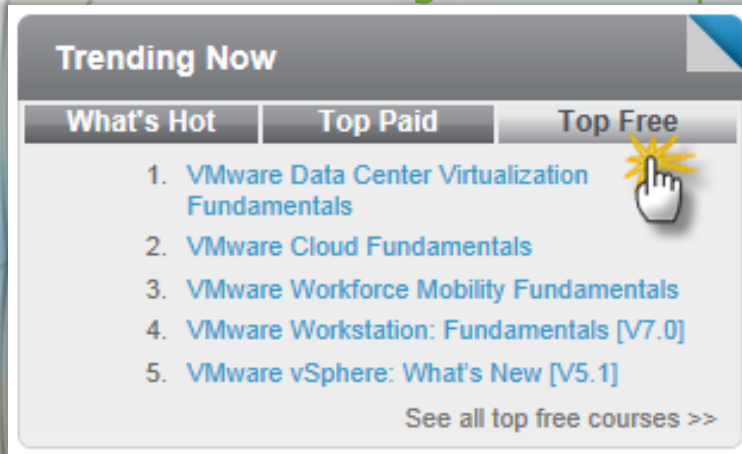 Trending Now
What's Hot
Top Paid
Top Free
1. VMware Data Center Virtualization
Fundamentals
2. VMware Cloud Fundamentals
3. VMware Workforce Mobility Fundamentals
4. VMware Workstation: Fundamentals [V7.0]
5. VMware vSphere: What's New [V5.1]
See all top free courses >>